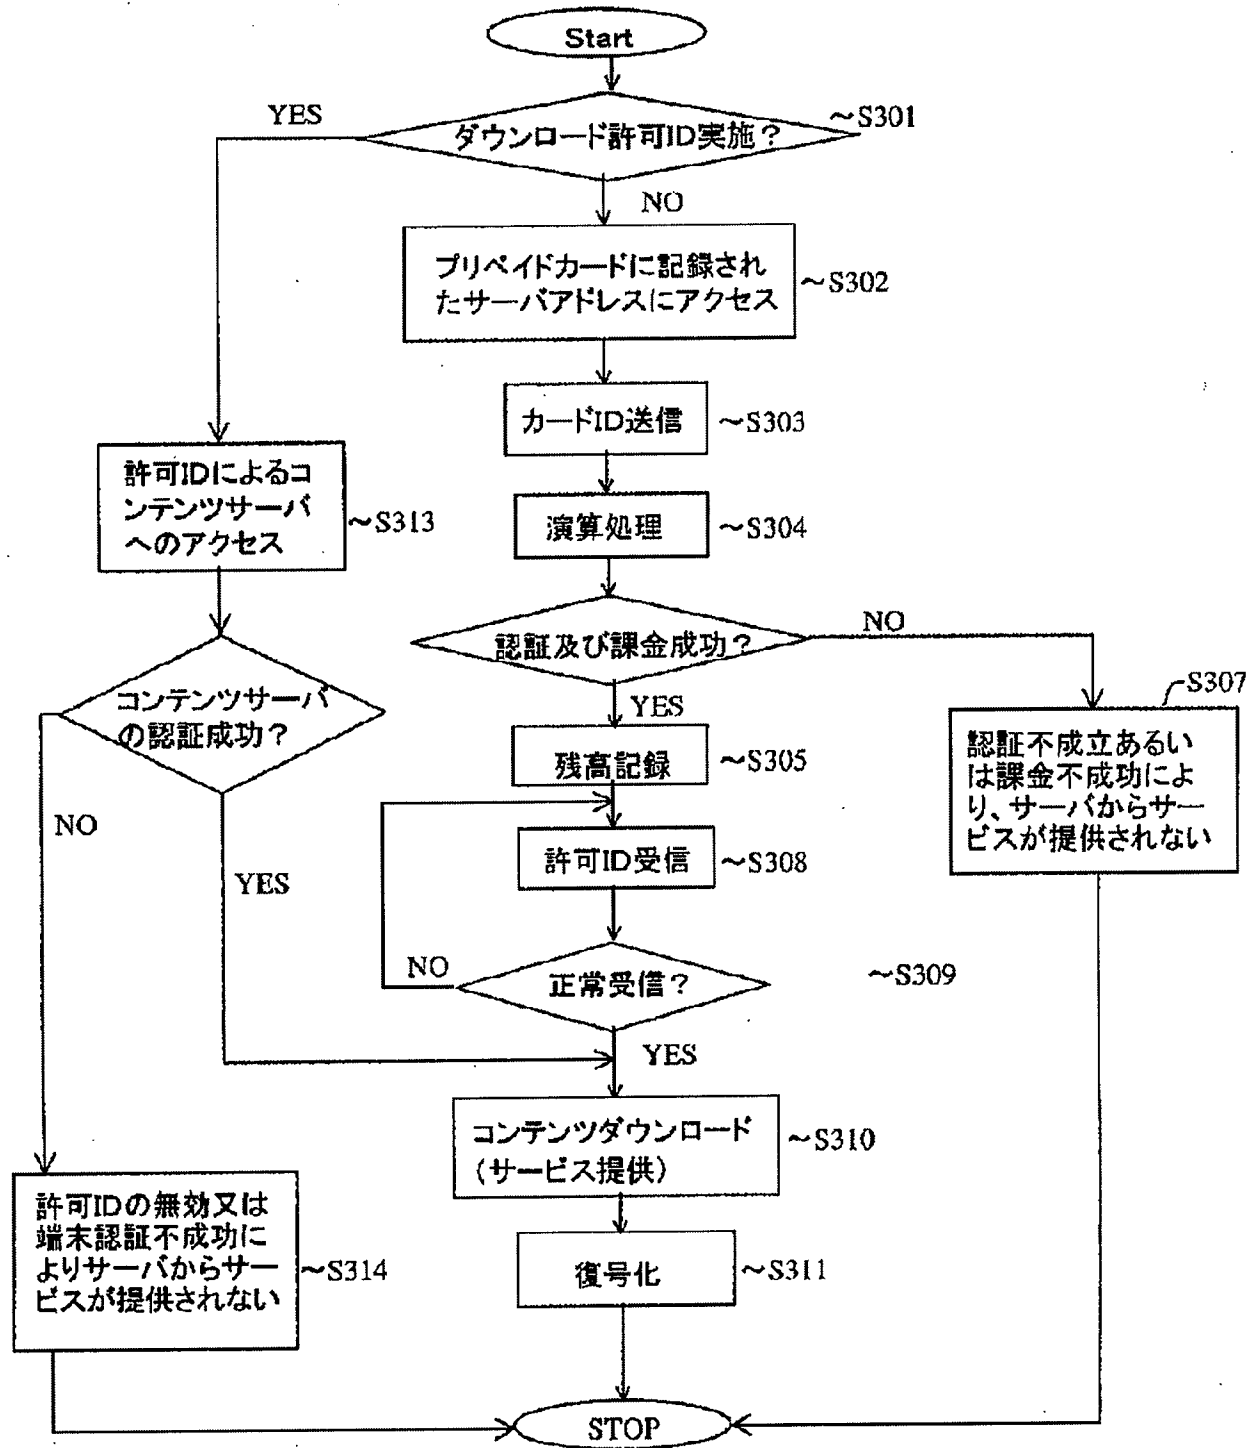 Start
YES
ダウンロード許可ID実施？
～S301
NO
プリペイドカードに記録され
たサーバアドレスにアクセス
～S302
カードID送信
～S303
許可IDによるコ
ンテンツサーバ
へのアクセス
～S313
演算処理
～S304
認証及び課金成功？
NO
YES
コンテンツサーバ
の認証成功？
NO
YES
残高記録
～S305
S307
認証不成立あるい
は課金不成功によ
り、サーバからサー
ビスが提供されない
許可ID受信
～S308
NO
正常受信？
～S309
YES
コンテンツダウンロード
（サービス提供）
～S310
許可IDの無効又は
端末認証不成功に
よりサーバからサー
ビスが提供されない
～S314
復号化
～S311
STOP